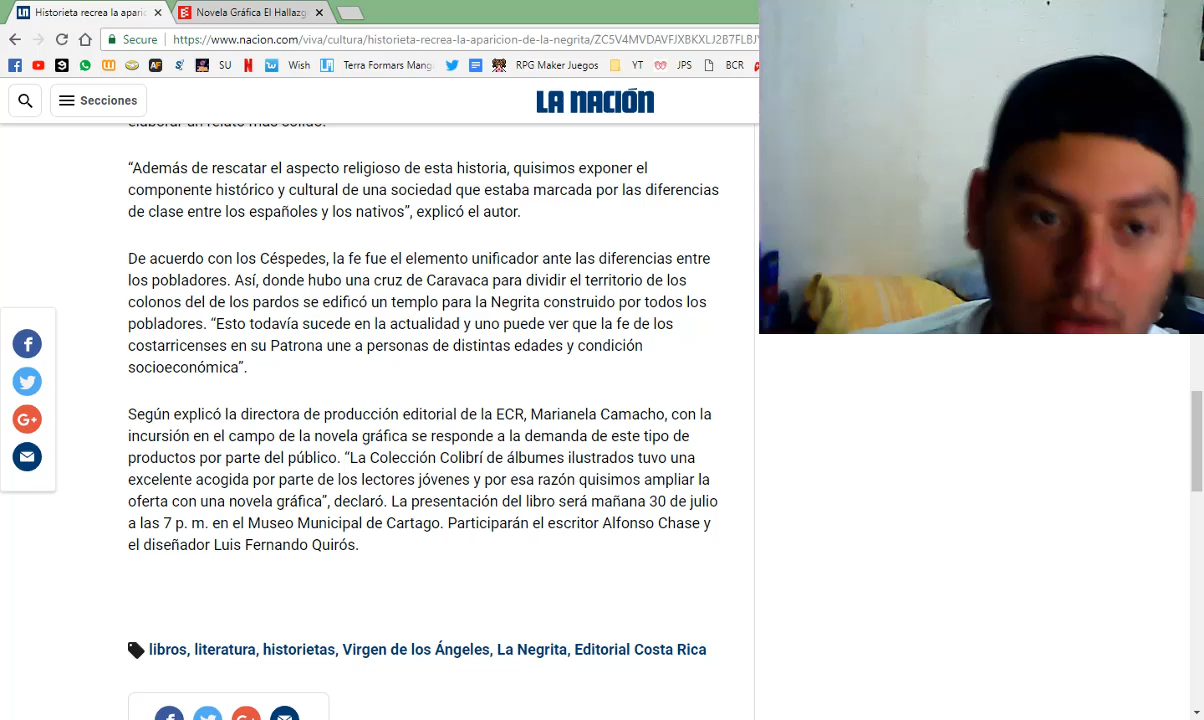 Historieta recrea la apari
Novela Gráfica El Hallazg
Secure
https://www.nacion.com/viva/cultura/historieta-recrea-la-aparicion-de-la-negrita/ZC5V4MVDAVFJXBKXLJ2B7FLBJ
SU
Wish
Terra Formars Mang
RPG Maker Juegos
YT
JPS
BCR
Secciones
LA NACIÓN
elaborar un relato más sólido.
“Además de rescatar el aspecto religioso de esta historia, quisimos exponer el
componente histórico y cultural de una sociedad que estaba marcada por las diferencias
de clase entre los españoles y los nativos”, explicó el autor.
De acuerdo con los Céspedes, la fe fue el elemento unificador ante las diferencias entre
los pobladores. Así, donde hubo una cruz de Caravaca para dividir el territorio de los
colonos del de los pardos se edificó un templo para la Negrita construido por todos los
pobladores. “Esto todavía sucede en la actualidad y uno puede ver que la fe de los
costarricenses en su Patrona une a personas de distintas edades y condición
socioeconómica”.
Según explicó la directora de producción editorial de la ECR, Marianela Camacho, con la
incursión en el campo de la novela gráfica se responde a la demanda de este tipo de
productos por parte del público. “La Colección Colibrí de álbumes ilustrados tuvo una
excelente acogida por parte de los lectores jóvenes y por esa razón quisimos ampliar la
oferta con una novela gráfica”, declaró. La presentación del libro será mañana 30 de julio
a las 7 p. m. en el Museo Municipal de Cartago. Participarán el escritor Alfonso Chase y
el diseñador Luis Fernando Quirós.
libros, literatura, historietas, Virgen de los Ángeles, La Negrita, Editorial Costa Rica